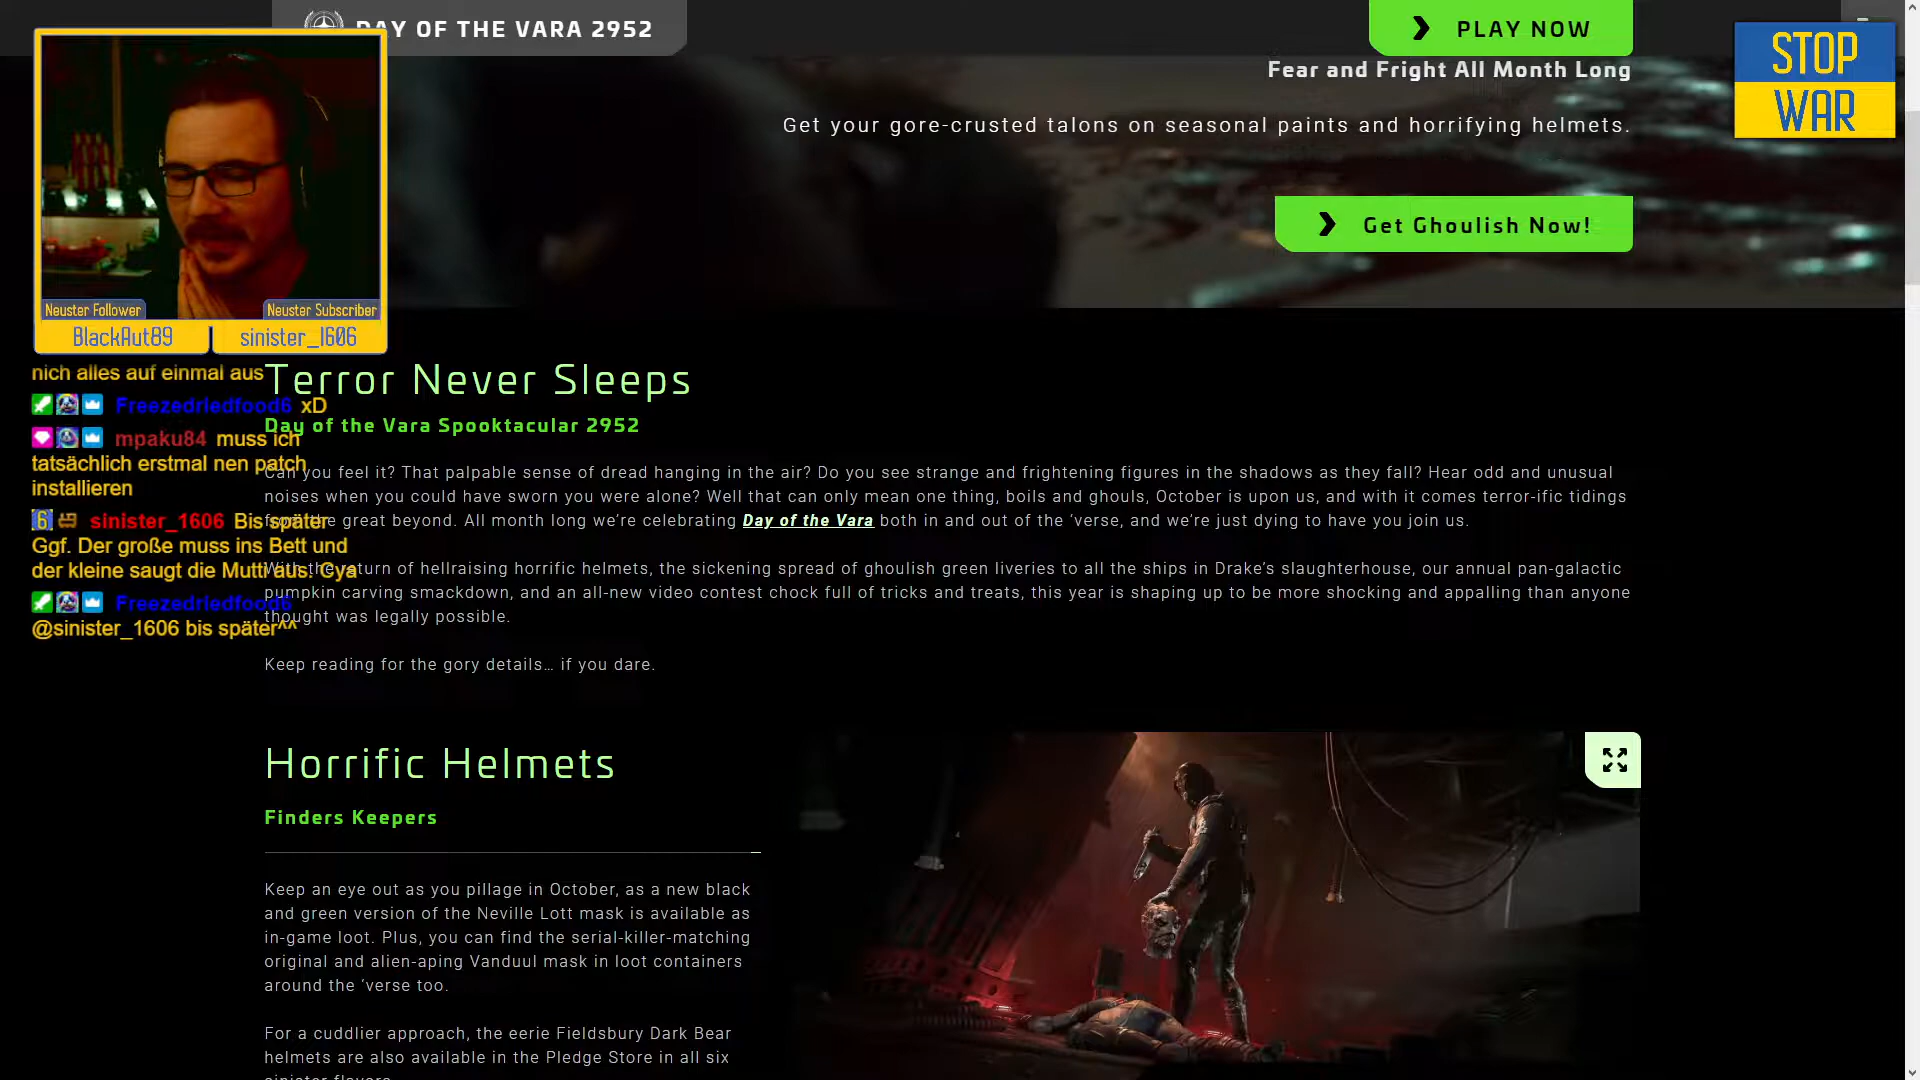 DAY OF THE VARA 2952
PLAY NOW
STOP
WAR
Fear and Fright All Month Long
Get your gore-crusted talons on seasonal paints and horrifying helmets.
Get Ghoulish Now!
Neuster Follower
Neuster Subscriber
BlackAut89
sinister_1606
nich alles auf einmal aus
Freezedriedfood6 xD
mpaku84 muss ich
tatsächlich erstmal nen patch
installieren
6 sinister_1606 Bis später
Ggf. Der große muss ins Bett und
der kleine saugt die Mutti aus. Cya
Freezedriedfood6
@sinister_1606 bis später^^
Terror Never Sleeps
Day of the Vara Spooktacular 2952
Can you feel it? That palpable sense of dread hanging in the air? Do you see strange and frightening figures in the shadows as they fall? Hear odd and unusual
noises when you could have sworn you were alone? Well that can only mean one thing, boils and ghouls, October is upon us, and with it comes terror-ific tidings
from the great beyond. All month long we’re celebrating Day of the Vara both in and out of the ‘verse, and we’re just dying to have you join us.
With the return of hellraising horrific helmets, the sickening spread of ghoulish green liveries to all the ships in Drake’s slaughterhouse, our annual pan-galactic
pumpkin carving smackdown, and an all-new video contest chock full of tricks and treats, this year is shaping up to be more shocking and appalling than anyone
thought was legally possible.
Keep reading for the gory details… if you dare.
Horrific Helmets
Finders Keepers
Keep an eye out as you pillage in October, as a new black
and green version of the Neville Lott mask is available as
in-game loot. Plus, you can find the serial-killer-matching
original and alien-aping Vanduul mask in loot containers
around the ‘verse too.
For a cuddlier approach, the eerie Fieldsbury Dark Bear
helmets are also available in the Pledge Store in all six
sinister flavors